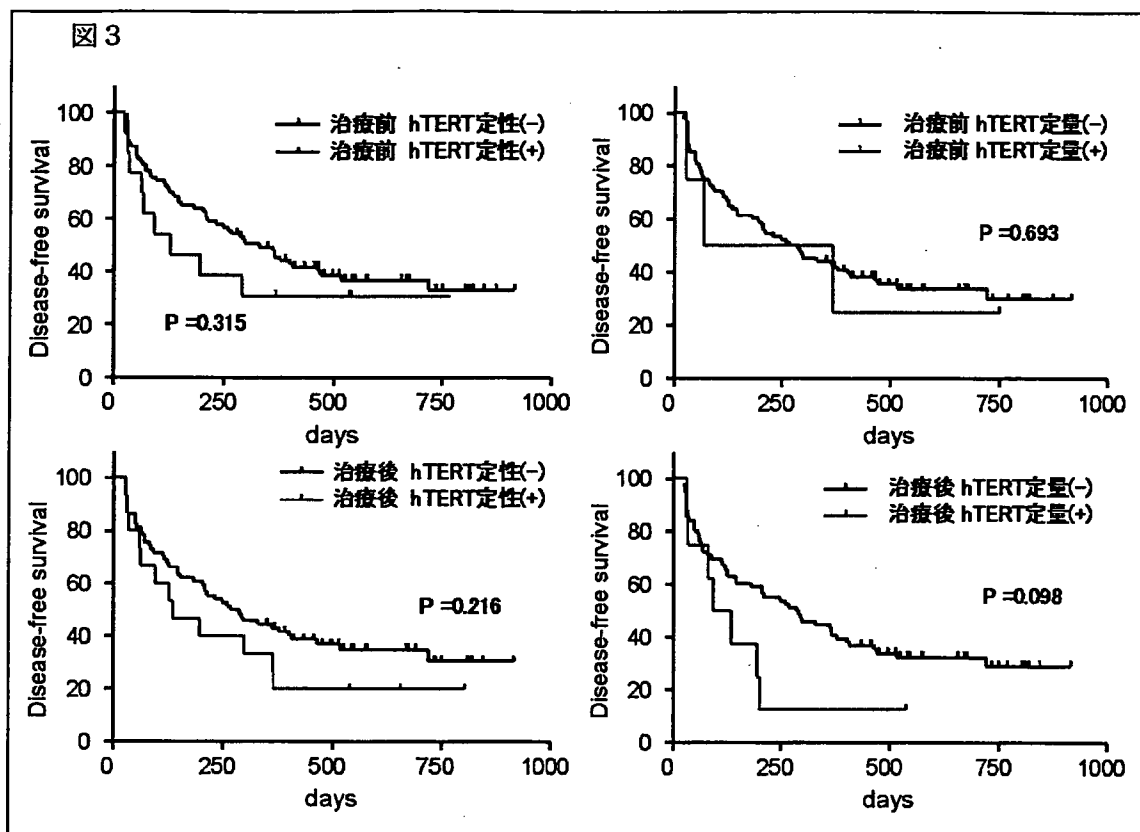 図3
100
80
60
40
20
0
Disease-free survival
治療前 hTERT定性(-)
治療前 hTERT定性(+)
P =0.315
0 250 500 750 1000
days
100
80
60
40
20
0
Disease-free survival
治療前 hTERT定量(-)
治療前 hTERT定量(+)
P =0.693
0 250 500 750 1000
days
100
80
60
40
20
0
Disease-free survival
治療後 hTERT定性(-)
治療後 hTERT定性(+)
P =0.216
0 250 500 750 1000
days
100
80
60
40
20
0
Disease-free survival
治療後 hTERT定量(-)
治療後 hTERT定量(+)
P =0.098
0 250 500 750 1000
days